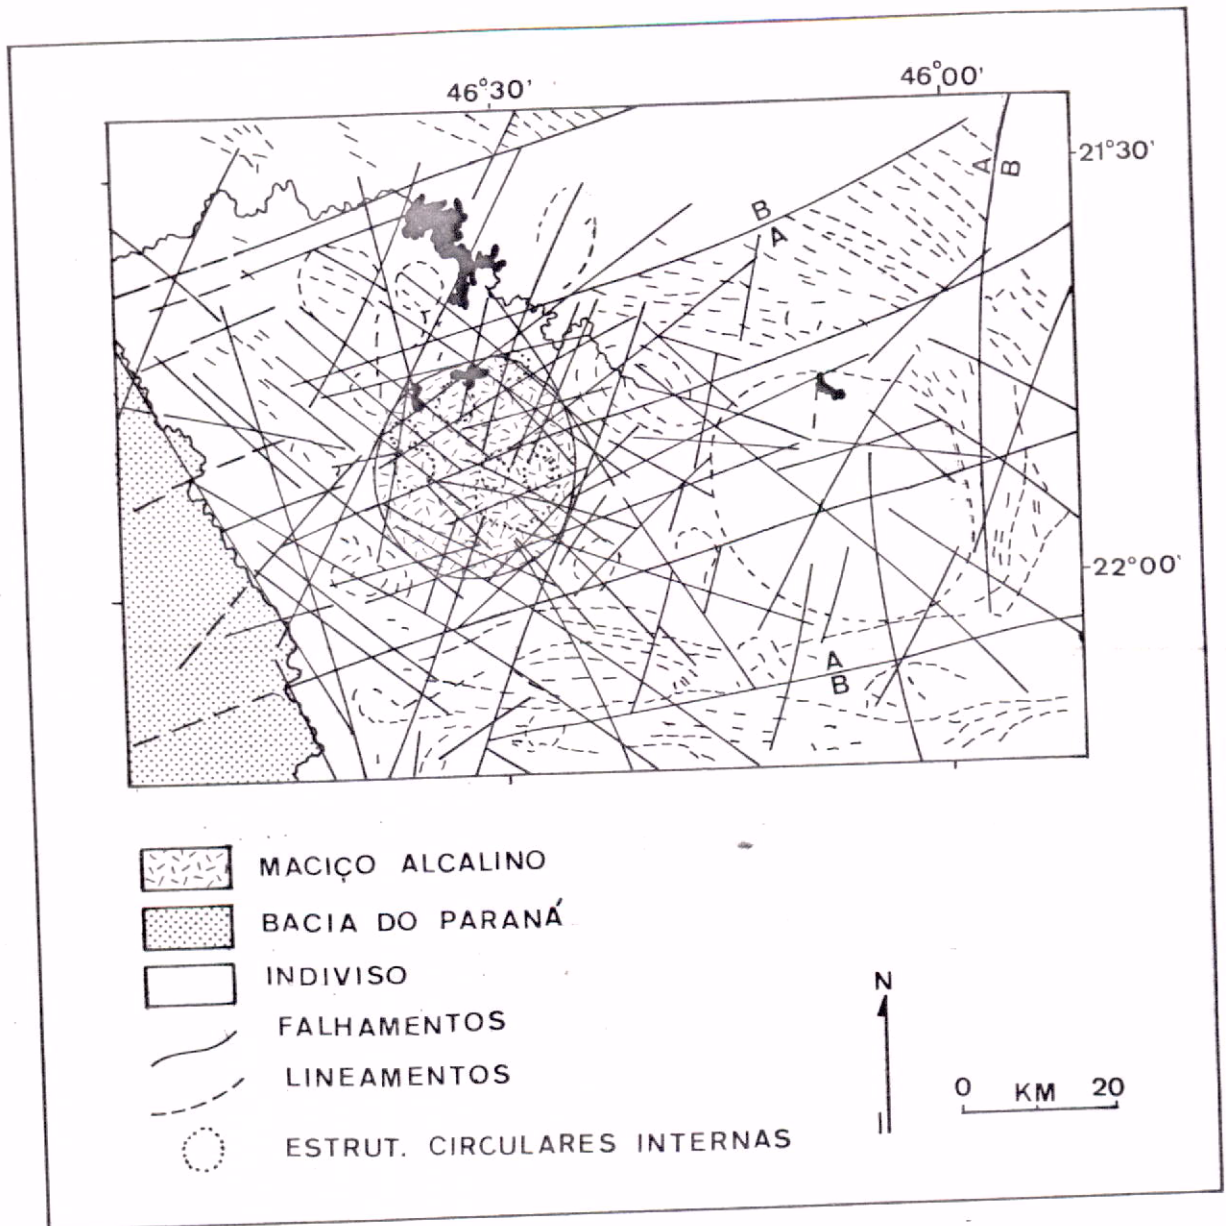 46°30'
46°00'
21°30'
A B
B
A
22°00'
A
B
MACIÇO ALCALINO
BACIA DO PARANÁ
INDIVISO
FALHAMENTOS
LINEAMENTOS
ESTRUT. CIRCULARES INTERNAS
N
0 KM 20